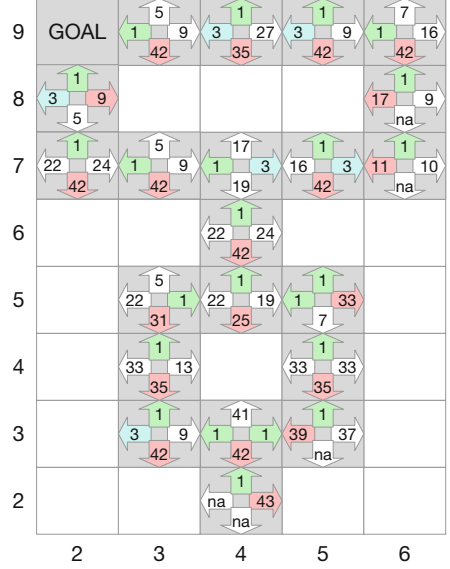 5 1 1 7
9 GOAL 1 9 3 27 3 9 1 16
42 35 42 42
1 1
8 3 9 17 9
5 na
1 5 17 1 1
7 22 24 1 9 1 3 16 3 11 10
42 42 19 42 na
1
6 22 24
42
5 1 1
5 22 1 22 19 1 33
31 25 7
1 1
4 33 13 33 33
35 35
1 41 1
3 3 9 1 1 39 37
42 42 na
1
2 na 43
na
2 3 4 5 6